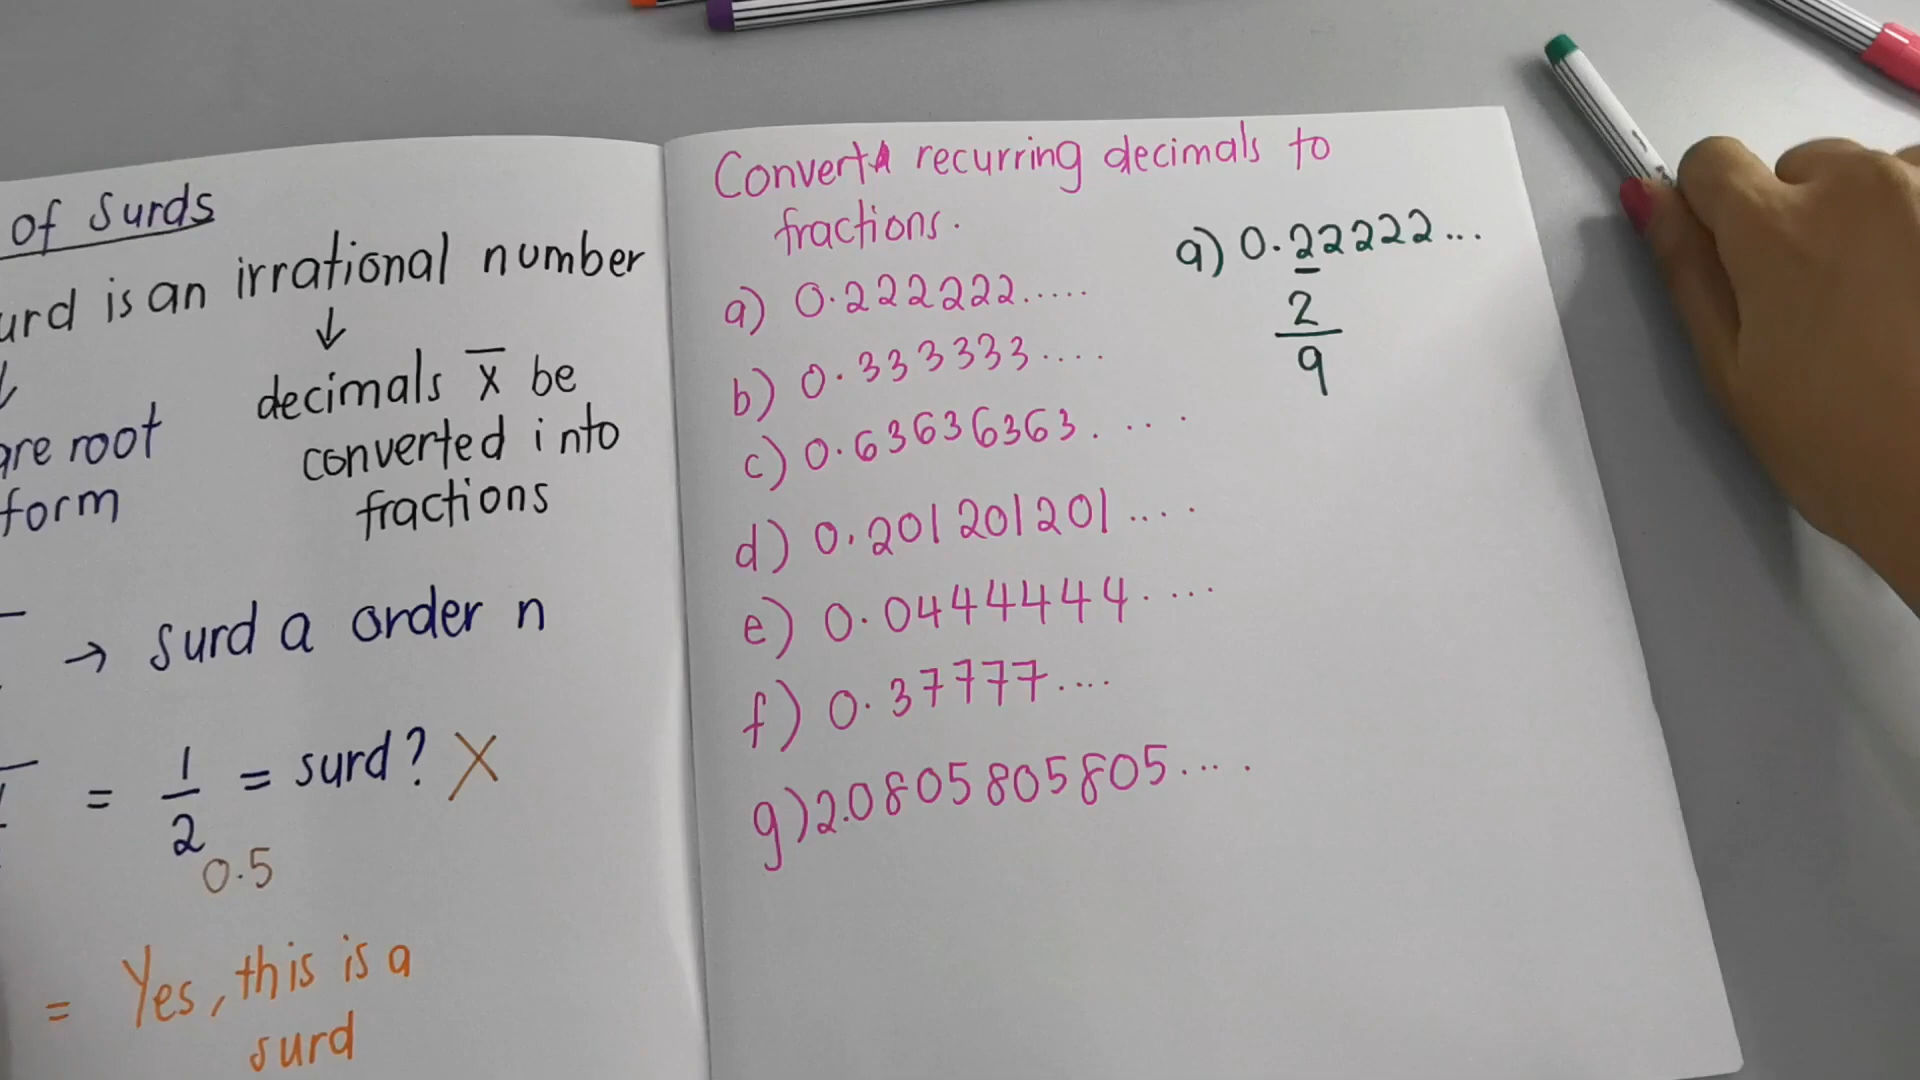 of Surds
urd is an irrational number
↓
decimals x̄ be
converted into
fractions
are root
form
→ surd a order n
= 1/2 = surd? X
0.5
= Yes, this is a
surd
Convert recurring decimals to
fractions.
a) 0.222222.....
b) 0.333333....
c) 0.63636363....
d) 0.201201201....
e) 0.0444444....
f) 0.37777....
g) 2.0805805805....
a) 0.22222...
2
9